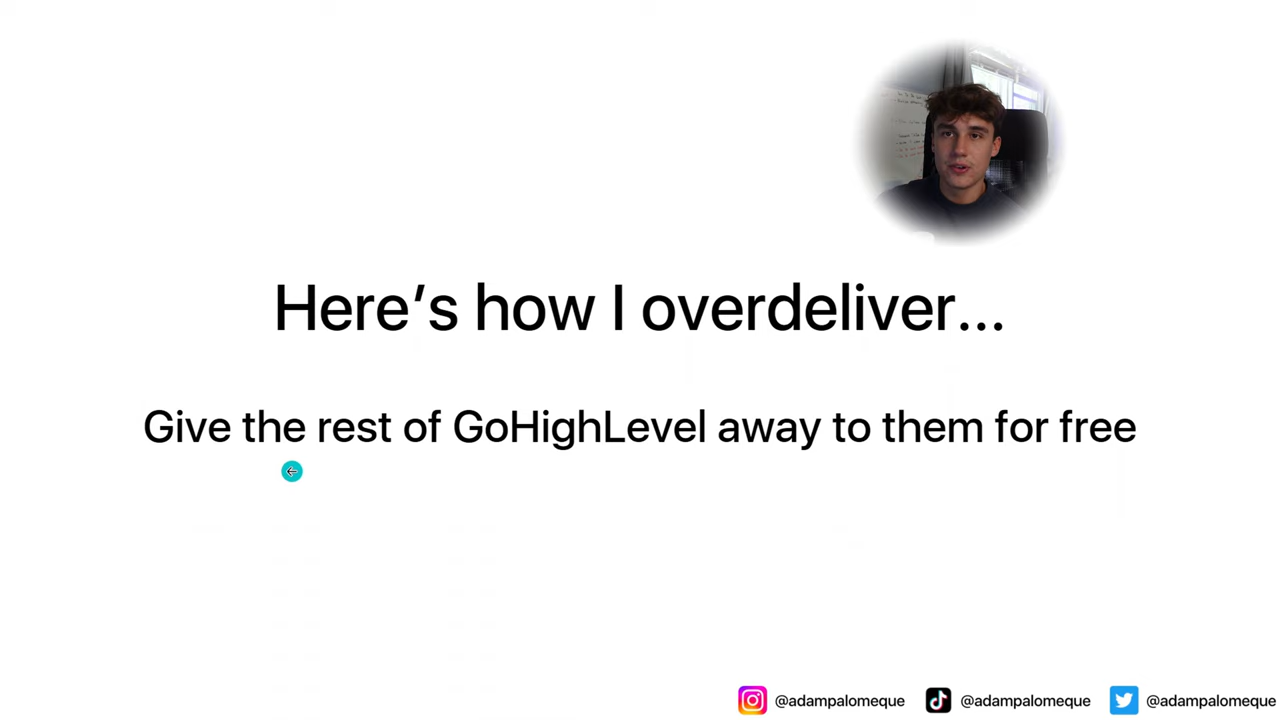 Here's how I overdeliver...
Give the rest of GoHighLevel away to them for free
@adampalomeque @adampalomeque @adampalomeque